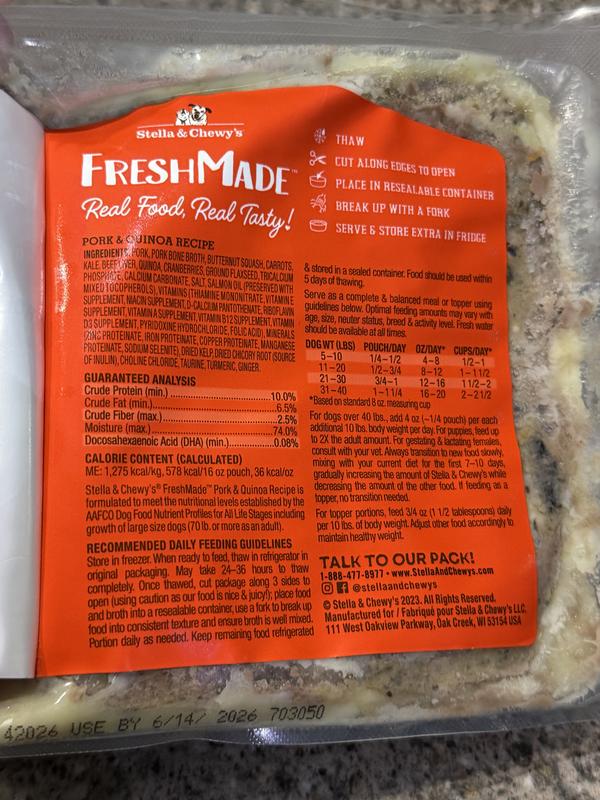 Stella & Chewy's
FRESHMADE™
Real Food, Real Tasty!
PORK & QUINOA RECIPE
INGREDIENTS: PORK, PORK BONE BROTH, BUTTERNUT SQUASH, CARROTS,
KALE, BEEF LIVER, QUINOA, CRANBERRIES, GROUND FLAXSEED, TRICALCIUM
PHOSPHATE, CALCIUM CARBONATE, SALT, SALMON OIL (PRESERVED WITH
MIXED TOCOPHEROLS), VITAMINS (THIAMINE MONONITRATE, VITAMIN E
SUPPLEMENT, NIACIN SUPPLEMENT, D-CALCIUM PANTOTHENATE, RIBOFLAVIN
SUPPLEMENT, VITAMIN A SUPPLEMENT, VITAMIN B12 SUPPLEMENT, VITAMIN
D3 SUPPLEMENT, PYRIDOXINE HYDROCHLORIDE, FOLIC ACID), MINERALS
(ZINC PROTEINATE, IRON PROTEINATE, COPPER PROTEINATE, MANGANESE
PROTEINATE, SODIUM SELENITE), DRIED KELP, DRIED CHICORY ROOT (SOURCE
OF INULIN), CHOLINE CHLORIDE, TAURINE, TURMERIC, GINGER.
GUARANTEED ANALYSIS
Crude Protein (min.) 10.0%
Crude Fat (min.) 6.5%
Crude Fiber (max.) 2.5%
Moisture (max.) 74.0%
Docosahexaenoic Acid (DHA) (min.) 0.08%
CALORIE CONTENT (CALCULATED)
ME: 1,275 kcal/kg, 578 kcal/16 oz pouch, 36 kcal/oz
Stella & Chewy's® FreshMade™ Pork & Quinoa Recipe is
formulated to meet the nutritional levels established by the
AAFCO Dog Food Nutrient Profiles for All Life Stages including
growth of large size dogs (70 lb. or more as an adult).
RECOMMENDED DAILY FEEDING GUIDELINES
Store in freezer. When ready to feed, thaw in refrigerator in
original packaging. May take 24–36 hours to thaw
completely. Once thawed, cut package along 3 sides to
open (using caution as our food is nice & juicy!); place food
and broth into a resealable container, use a fork to break up
food into consistent texture and ensure broth is well mixed.
Portion daily as needed. Keep remaining food refrigerated
THAW
CUT ALONG EDGES TO OPEN
PLACE IN RESEALABLE CONTAINER
BREAK UP WITH A FORK
SERVE & STORE EXTRA IN FRIDGE
& stored in a sealed container. Food should be used within
5 days of thawing.
Serve as a complete & balanced meal or topper using
guidelines below. Optimal feeding amounts may vary with
age, size, neuter status, breed & activity level. Fresh water
should be available at all times.
DOG WT (LBS) POUCH/DAY OZ/DAY* CUPS/DAY*
5–10 1/4–1/2 4–8 1/2–1
11–20 1/2–3/4 8–12 1–1 1/2
21–30 3/4–1 12–16 1 1/2–2
31–40 1–1 1/4 16–20 2–2 1/2
*Based on standard 8 oz. measuring cup
For dogs over 40 lbs., add 4 oz (~1/4 pouch) per each
additional 10 lbs. body weight per day. For puppies, feed up
to 2X the adult amount. For gestating & lactating females,
consult with your vet. Always transition to new food slowly,
mixing with your current diet for the first 7–10 days,
gradually increasing the amount of Stella & Chewy's while
decreasing the amount of the other food. If feeding as a
topper, no transition needed.
For topper portions, feed 3/4 oz (1 1/2 tablespoons) daily
per 10 lbs. of body weight. Adjust other food accordingly to
maintain healthy weight.
TALK TO OUR PACK!
1-888-477-8977 • www.StellaAndChewys.com
@stellaandchewys
© Stella & Chewy's 2023. All Rights Reserved.
Manufactured for / Fabriqué pour Stella & Chewy's LLC.
111 West Oakview Parkway, Oak Creek, WI 53154 USA
42026 USE BY 6/14/ 2026 703050